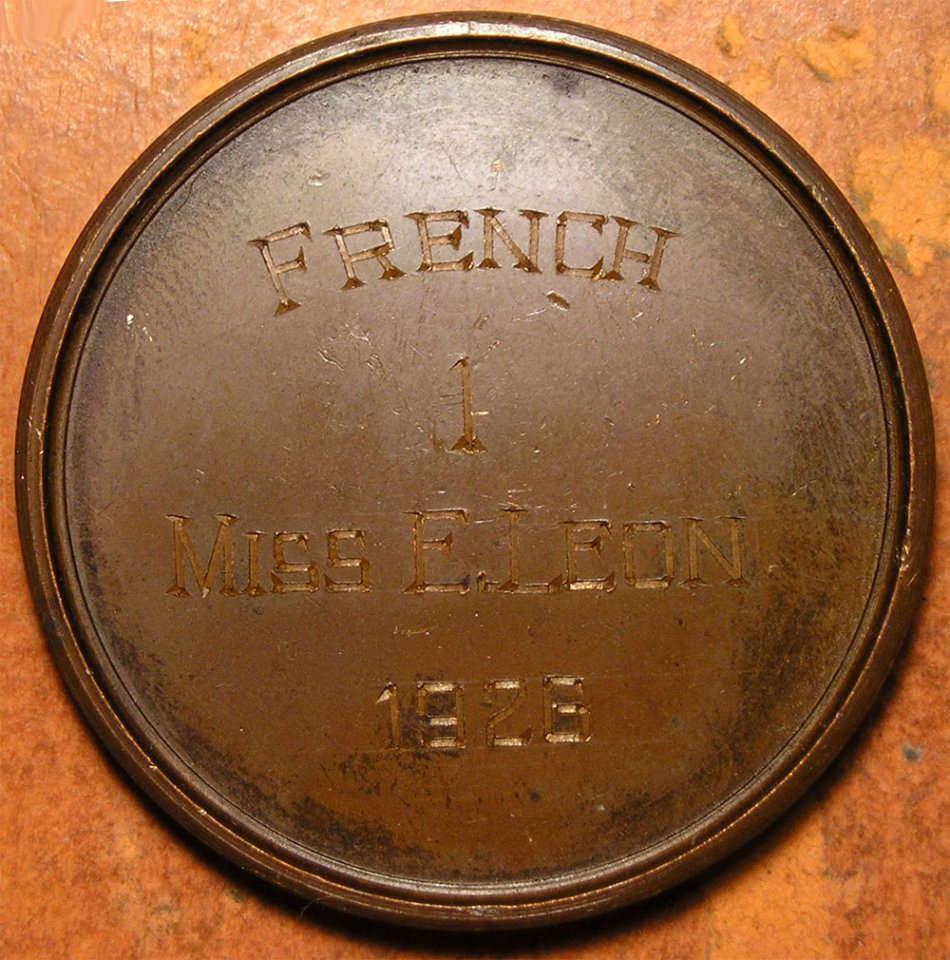 FRENCH
1
MISS E. LEON
1926